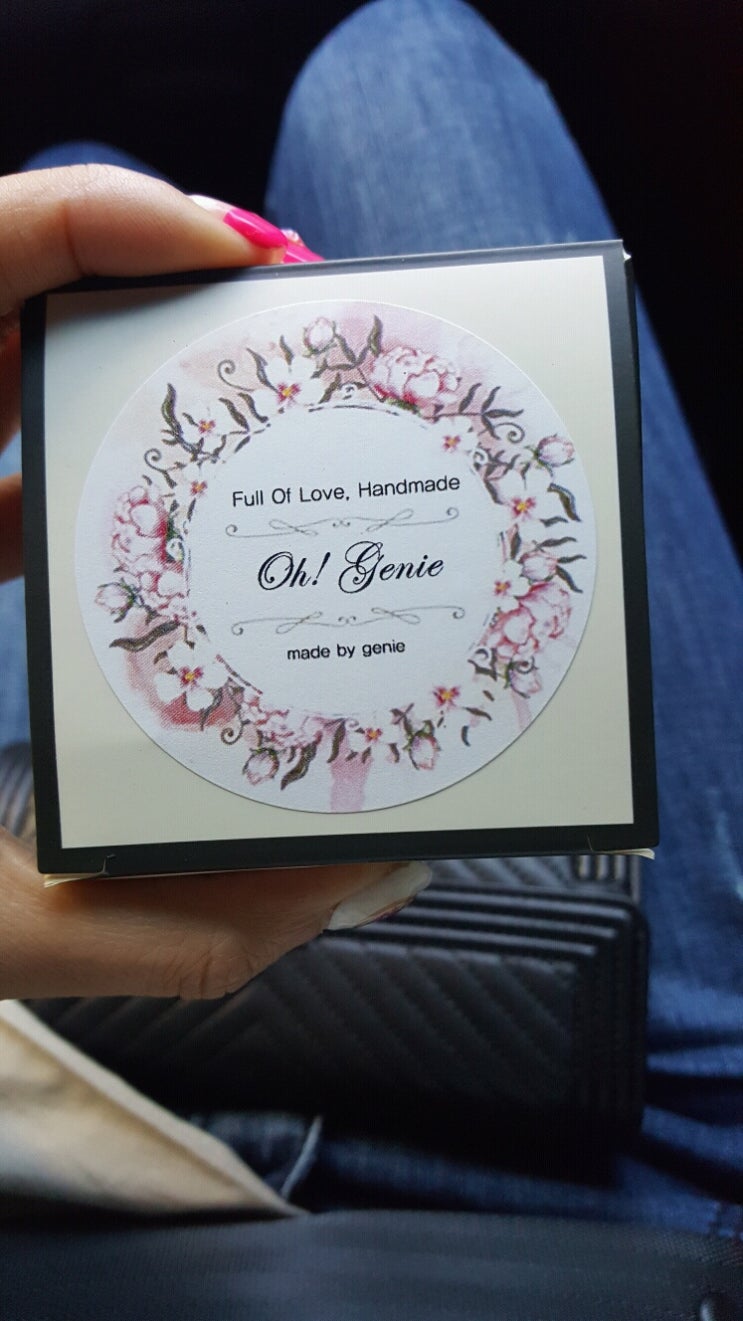 Full Of Love, Handmade
Oh! Genie
made by genie